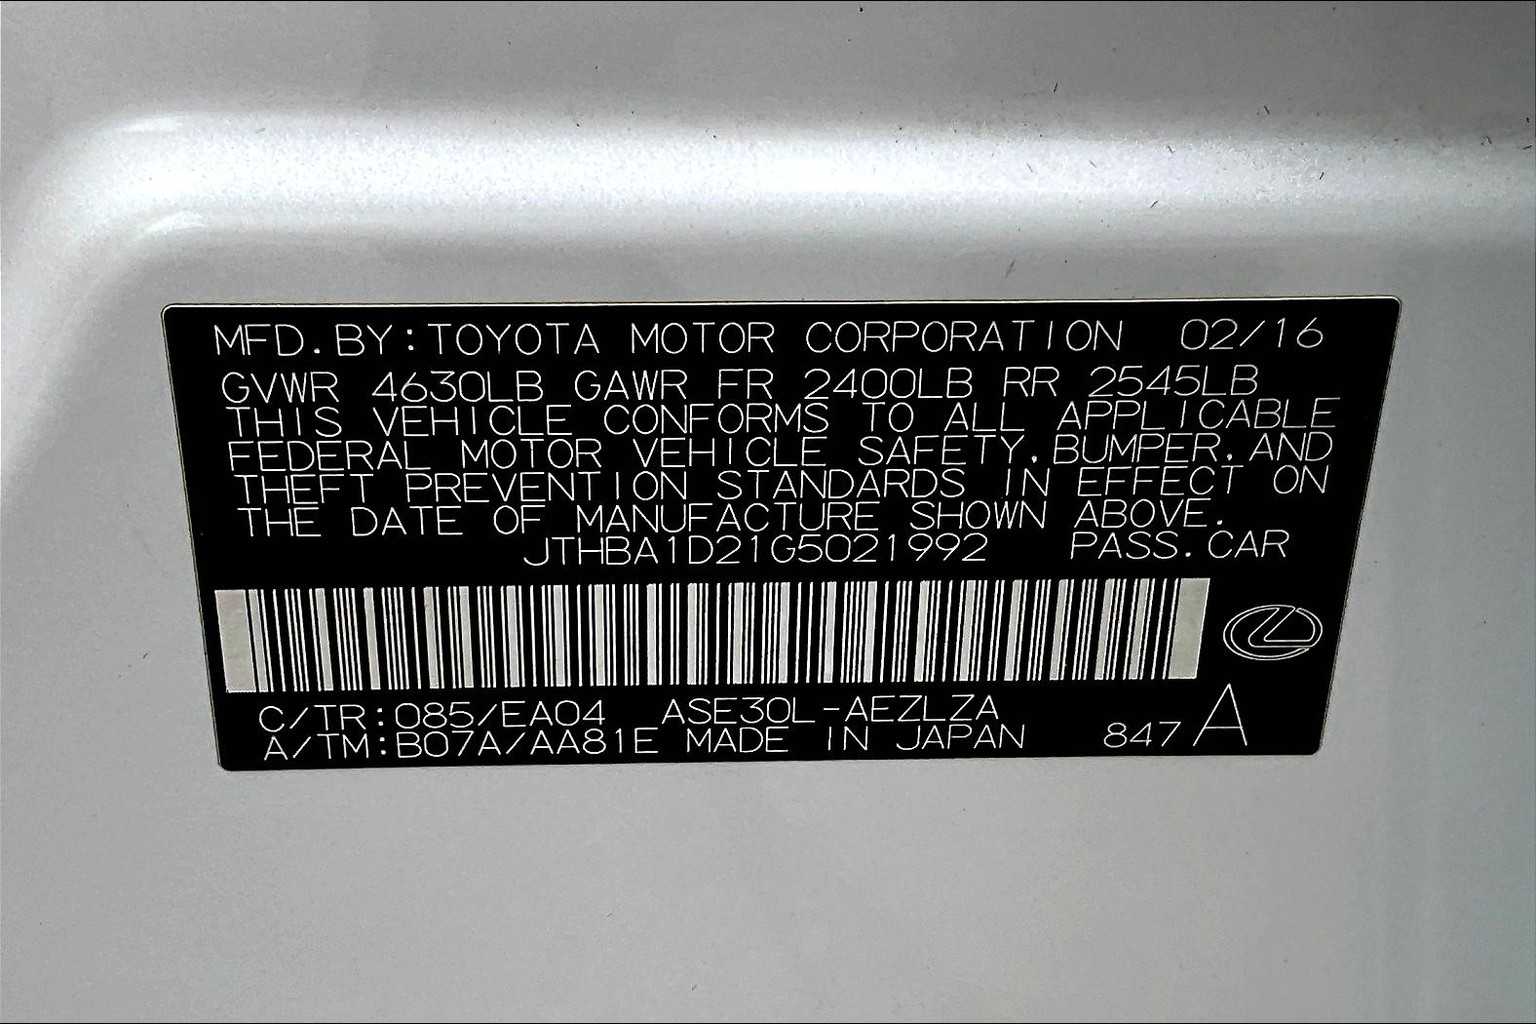 MFD.BY:TOYOTA MOTOR CORPORATION 02/16
GVWR 4630LB GAWR FR 2400LB RR 2545LB
THIS VEHICLE CONFORMS TO ALL APPLICABLE
FEDERAL MOTOR VEHICLE SAFETY,BUMPER,AND
THEFT PREVENTION STANDARDS IN EFFECT ON
THE DATE OF MANUFACTURE SHOWN ABOVE.
JTHBA1D21G5021992 PASS.CAR
C/TR:085/EA04 ASE30L-AEZLZA
A/TM:B07A/AA81E MADE IN JAPAN 847 A